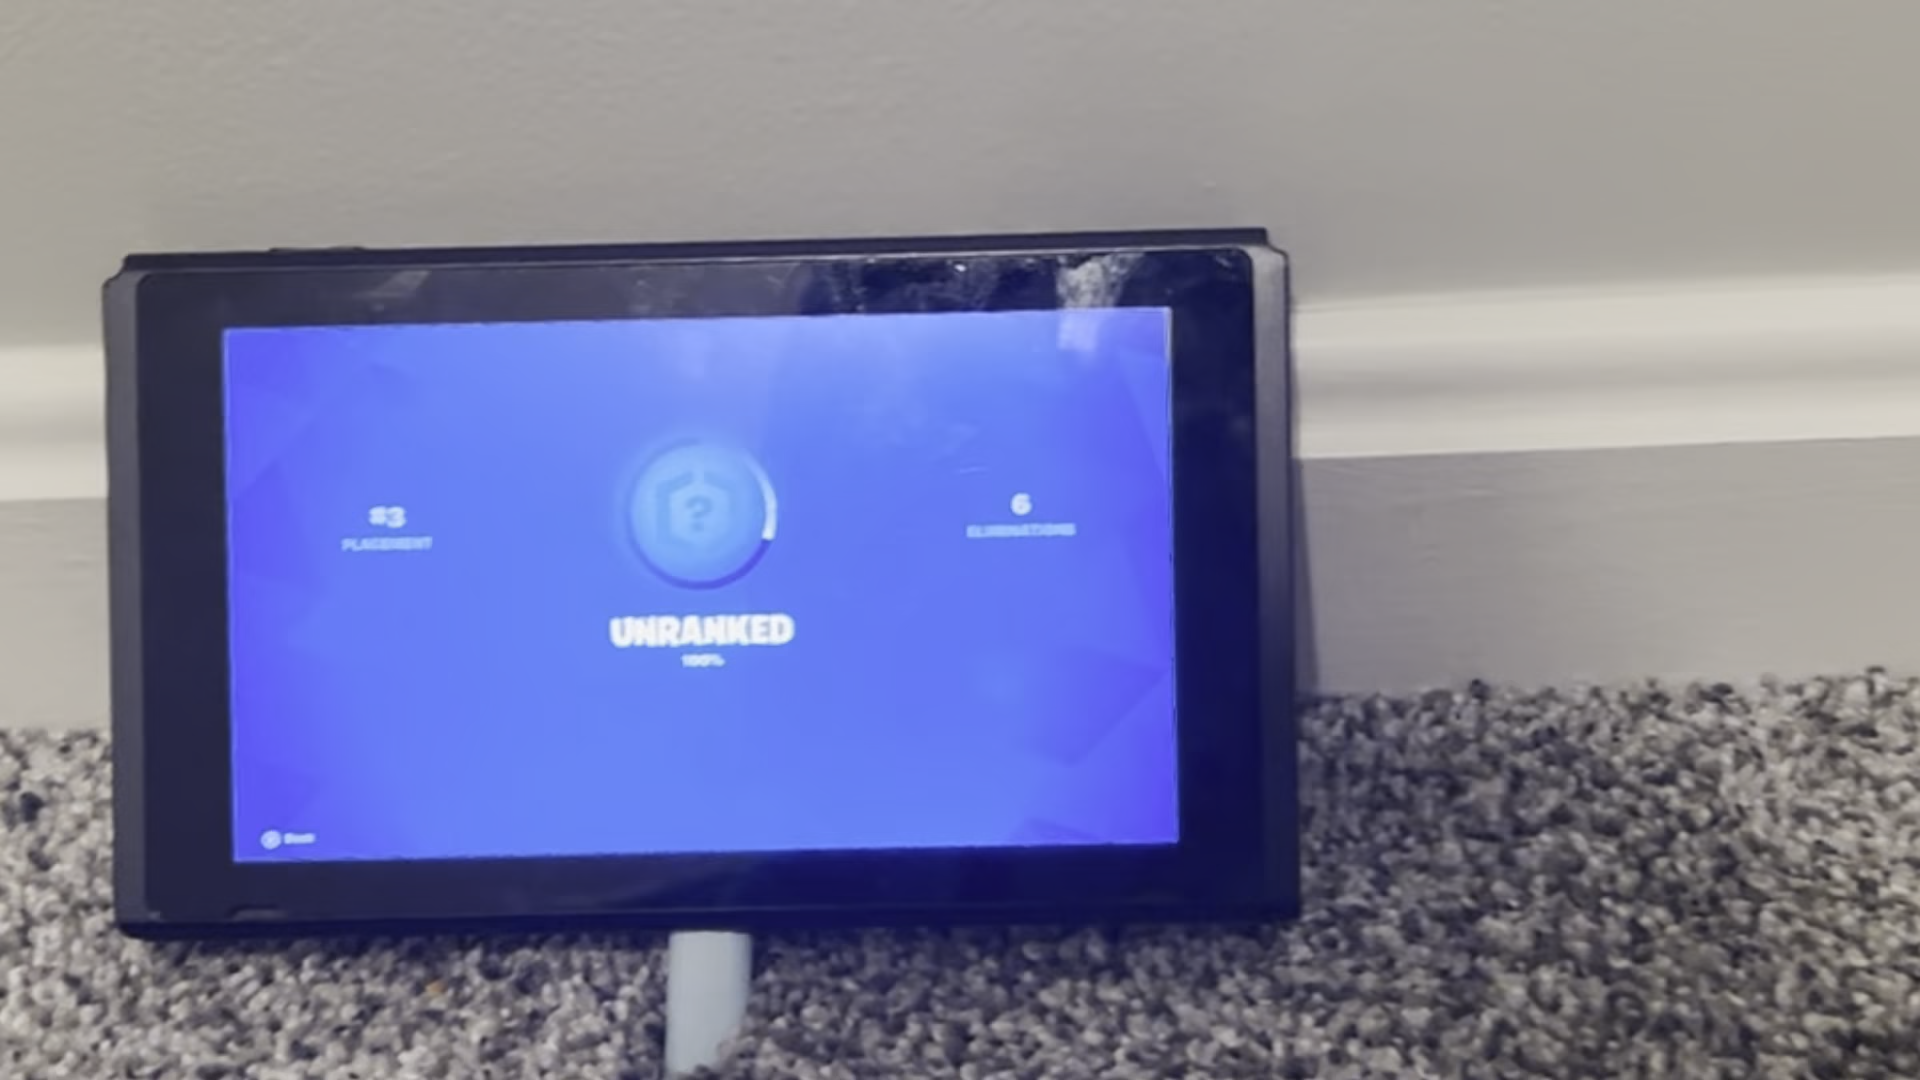 #3
PLACEMENT
?
6
ELIMINATIONS
UNRANKED
100%